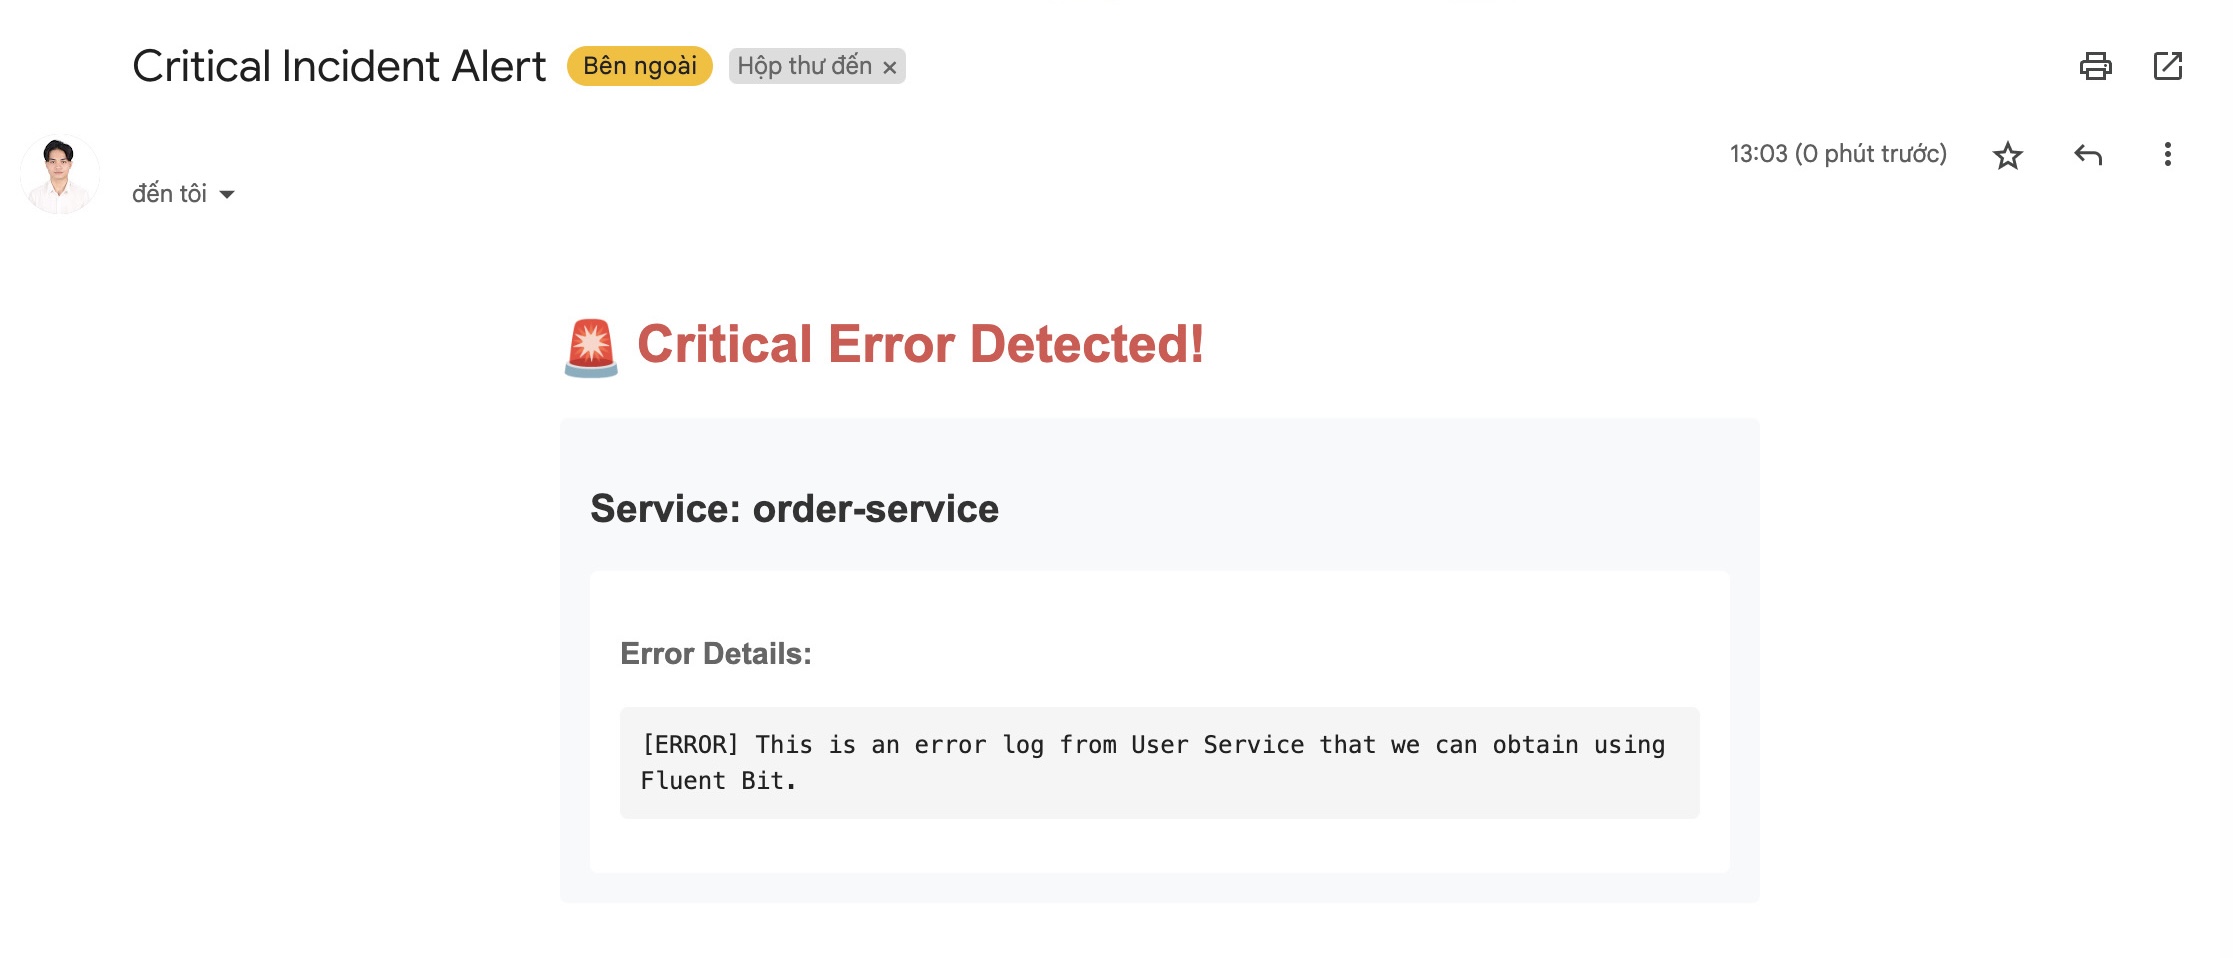 Critical Incident Alert Bên ngoài Hộp thư đến ×
13:03 (0 phút trước)
đến tôi
🚨 Critical Error Detected!
Service: order-service
Error Details:
[ERROR] This is an error log from User Service that we can obtain using
Fluent Bit.